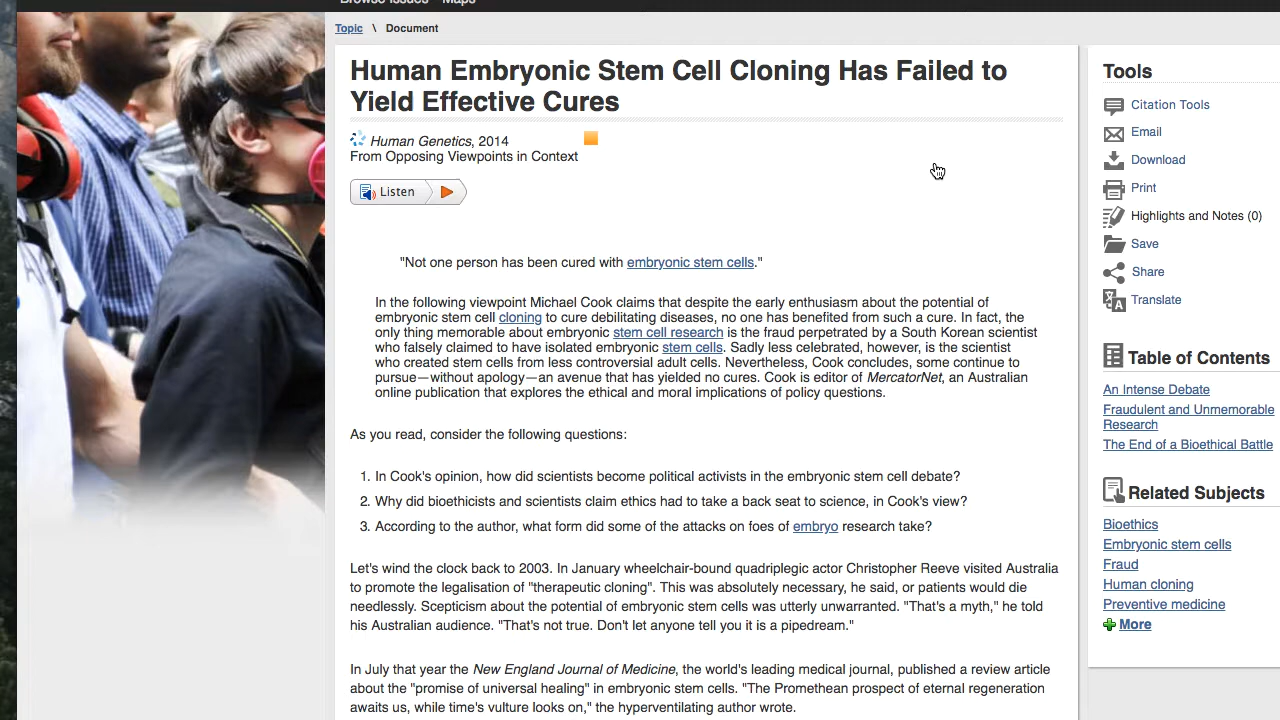 Browse Issues Maps
Topic \ Document
Human Embryonic Stem Cell Cloning Has Failed to
Yield Effective Cures
Human Genetics, 2014
From Opposing Viewpoints in Context
Listen
"Not one person has been cured with embryonic stem cells."
In the following viewpoint Michael Cook claims that despite the early enthusiasm about the potential of
embryonic stem cell cloning to cure debilitating diseases, no one has benefited from such a cure. In fact, the
only thing memorable about embryonic stem cell research is the fraud perpetrated by a South Korean scientist
who falsely claimed to have isolated embryonic stem cells. Sadly less celebrated, however, is the scientist
who created stem cells from less controversial adult cells. Nevertheless, Cook concludes, some continue to
pursue—without apology—an avenue that has yielded no cures. Cook is editor of MercatorNet, an Australian
online publication that explores the ethical and moral implications of policy questions.
As you read, consider the following questions:
1. In Cook's opinion, how did scientists become political activists in the embryonic stem cell debate?
2. Why did bioethicists and scientists claim ethics had to take a back seat to science, in Cook's view?
3. According to the author, what form did some of the attacks on foes of embryo research take?
Let's wind the clock back to 2003. In January wheelchair-bound quadriplegic actor Christopher Reeve visited Australia
to promote the legalisation of "therapeutic cloning". This was absolutely necessary, he said, or patients would die
needlessly. Scepticism about the potential of embryonic stem cells was utterly unwarranted. "That's a myth," he told
his Australian audience. "That's not true. Don't let anyone tell you it is a pipedream."
In July that year the New England Journal of Medicine, the world's leading medical journal, published a review article
about the "promise of universal healing" in embryonic stem cells. "The Promethean prospect of eternal regeneration
awaits us, while time's vulture looks on," the hyperventilating author wrote.
Tools
Citation Tools
Email
Download
Print
Highlights and Notes (0)
Save
Share
Translate
Table of Contents
An Intense Debate
Fraudulent and Unmemorable
Research
The End of a Bioethical Battle
Related Subjects
Bioethics
Embryonic stem cells
Fraud
Human cloning
Preventive medicine
More